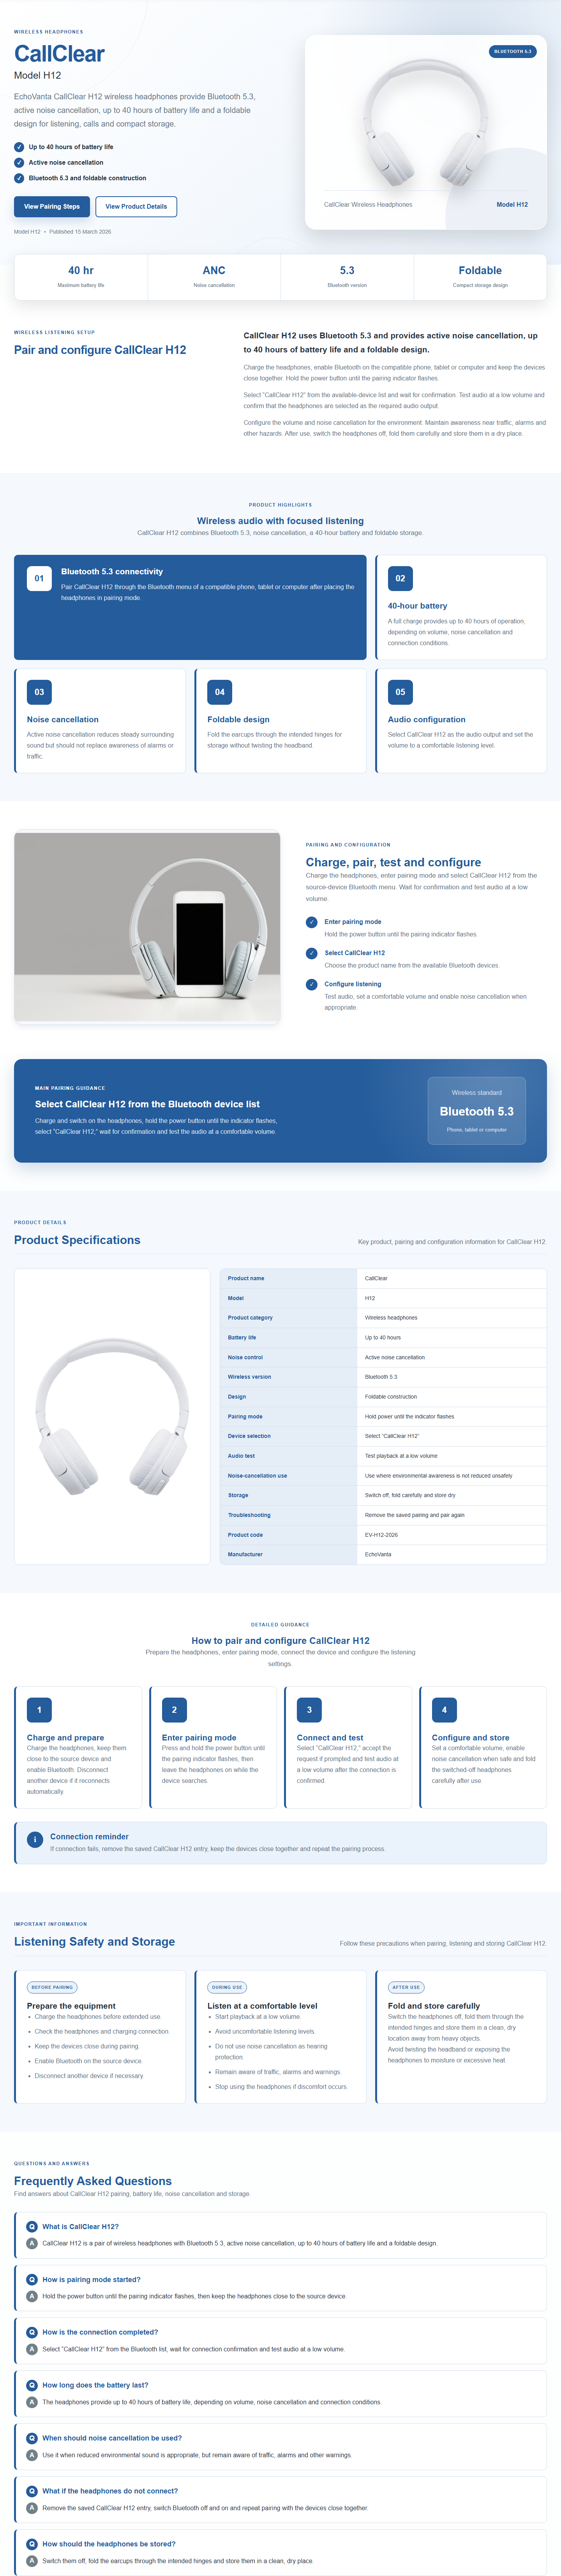 WIRELESS HEADPHONES
CallClear
Model H12
EchoVanta CallClear H12 wireless headphones provide Bluetooth 5.3,
active noise cancellation, up to 40 hours of battery life and a foldable
design for listening, calls and compact storage.
✓ Up to 40 hours of battery life
✓ Active noise cancellation
✓ Bluetooth 5.3 and foldable construction
View Pairing Steps
View Product Details
Model H12 • Published 15 March 2026
BLUETOOTH 5.3
CallClear Wireless Headphones
Model H12
40 hr
Maximum battery life
ANC
Noise cancellation
5.3
Bluetooth version
Foldable
Compact storage design
WIRELESS LISTENING SETUP
Pair and configure CallClear H12
CallClear H12 uses Bluetooth 5.3 and provides active noise cancellation, up
to 40 hours of battery life and a foldable design.
Charge the headphones, enable Bluetooth on the compatible phone, tablet or computer and keep the devices
close together. Hold the power button until the pairing indicator flashes.
Select "CallClear H12" from the available-device list and wait for confirmation. Test audio at a low volume and
confirm that the headphones are selected as the required audio output.
Configure the volume and noise cancellation for the environment. Maintain awareness near traffic, alarms and
other hazards. After use, switch the headphones off, fold them carefully and store them in a dry place.
PRODUCT HIGHLIGHTS
Wireless audio with focused listening
CallClear H12 combines Bluetooth 5.3, noise cancellation, a 40-hour battery and foldable storage.
01
Bluetooth 5.3 connectivity
Pair CallClear H12 through the Bluetooth menu of a compatible phone, tablet or computer after placing the
headphones in pairing mode.
02
40-hour battery
A full charge provides up to 40 hours of operation,
depending on volume, noise cancellation and
connection conditions.
03
Noise cancellation
Active noise cancellation reduces steady surrounding
sound but should not replace awareness of alarms or
traffic.
04
Foldable design
Fold the earcups through the intended hinges for
storage without twisting the headband.
05
Audio configuration
Select CallClear H12 as the audio output and set the
volume to a comfortable listening level.
PAIRING AND CONFIGURATION
Charge, pair, test and configure
Charge the headphones, enter pairing mode and select CallClear H12 from the
source-device Bluetooth menu. Wait for confirmation and test audio at a low
volume.
✓ Enter pairing mode
Hold the power button until the pairing indicator flashes.
✓ Select CallClear H12
Choose the product name from the available Bluetooth devices.
✓ Configure listening
Test audio, set a comfortable volume and enable noise cancellation when
appropriate.
MAIN PAIRING GUIDANCE
Select CallClear H12 from the Bluetooth device list
Charge and switch on the headphones, hold the power button until the indicator flashes,
select "CallClear H12," wait for confirmation and test the audio at a comfortable volume.
Wireless standard
Bluetooth 5.3
Phone, tablet or computer
PRODUCT DETAILS
Product Specifications
Key product, pairing and configuration information for CallClear H12.
Product name CallClear
Model H12
Product category Wireless headphones
Battery life Up to 40 hours
Noise control Active noise cancellation
Wireless version Bluetooth 5.3
Design Foldable construction
Pairing mode Hold power until the indicator flashes
Device selection Select "CallClear H12"
Audio test Test playback at a low volume
Noise-cancellation use Use where environmental awareness is not reduced unsafely
Storage Switch off, fold carefully and store dry
Troubleshooting Remove the saved pairing and pair again
Product code EV-H12-2026
Manufacturer EchoVanta
DETAILED GUIDANCE
How to pair and configure CallClear H12
Prepare the headphones, enter pairing mode, connect the device and configure the listening
settings.
1
Charge and prepare
Charge the headphones, keep them
close to the source device and
enable Bluetooth. Disconnect
another device if it reconnects
automatically.
2
Enter pairing mode
Press and hold the power button until
the pairing indicator flashes, then
leave the headphones on while the
device searches.
3
Connect and test
Select "CallClear H12," accept the
request if prompted and test audio at
a low volume after the connection is
confirmed.
4
Configure and store
Set a comfortable volume, enable
noise cancellation when safe and fold
the switched-off headphones
carefully after use.
i
Connection reminder
If connection fails, remove the saved CallClear H12 entry, keep the devices close together and repeat the pairing process.
IMPORTANT INFORMATION
Listening Safety and Storage
Follow these precautions when pairing, listening and storing CallClear H12.
BEFORE PAIRING
Prepare the equipment
• Charge the headphones before extended use.
• Check the headphones and charging connection.
• Keep the devices close during pairing.
• Enable Bluetooth on the source device.
• Disconnect another device if necessary.
DURING USE
Listen at a comfortable level
• Start playback at a low volume.
• Avoid uncomfortable listening levels.
• Do not use noise cancellation as hearing
protection.
• Remain aware of traffic, alarms and warnings.
• Stop using the headphones if discomfort occurs.
AFTER USE
Fold and store carefully
Switch the headphones off, fold them through the
intended hinges and store them in a clean, dry
location away from heavy objects.
Avoid twisting the headband or exposing the
headphones to moisture or excessive heat.
QUESTIONS AND ANSWERS
Frequently Asked Questions
Find answers about CallClear H12 pairing, battery life, noise cancellation and storage.
Q What is CallClear H12?
A CallClear H12 is a pair of wireless headphones with Bluetooth 5.3, active noise cancellation, up to 40 hours of battery life and a foldable design.
Q How is pairing mode started?
A Hold the power button until the pairing indicator flashes, then keep the headphones close to the source device.
Q How is the connection completed?
A Select "CallClear H12" from the Bluetooth list, wait for connection confirmation and test audio at a low volume.
Q How long does the battery last?
A The headphones provide up to 40 hours of battery life, depending on volume, noise cancellation and connection conditions.
Q When should noise cancellation be used?
A Use it when reduced environmental sound is appropriate, but remain aware of traffic, alarms and other warnings.
Q What if the headphones do not connect?
A Remove the saved CallClear H12 entry, switch Bluetooth off and on and repeat pairing with the devices close together.
Q How should the headphones be stored?
A Switch them off, fold the earcups through the intended hinges and store them in a clean, dry place.